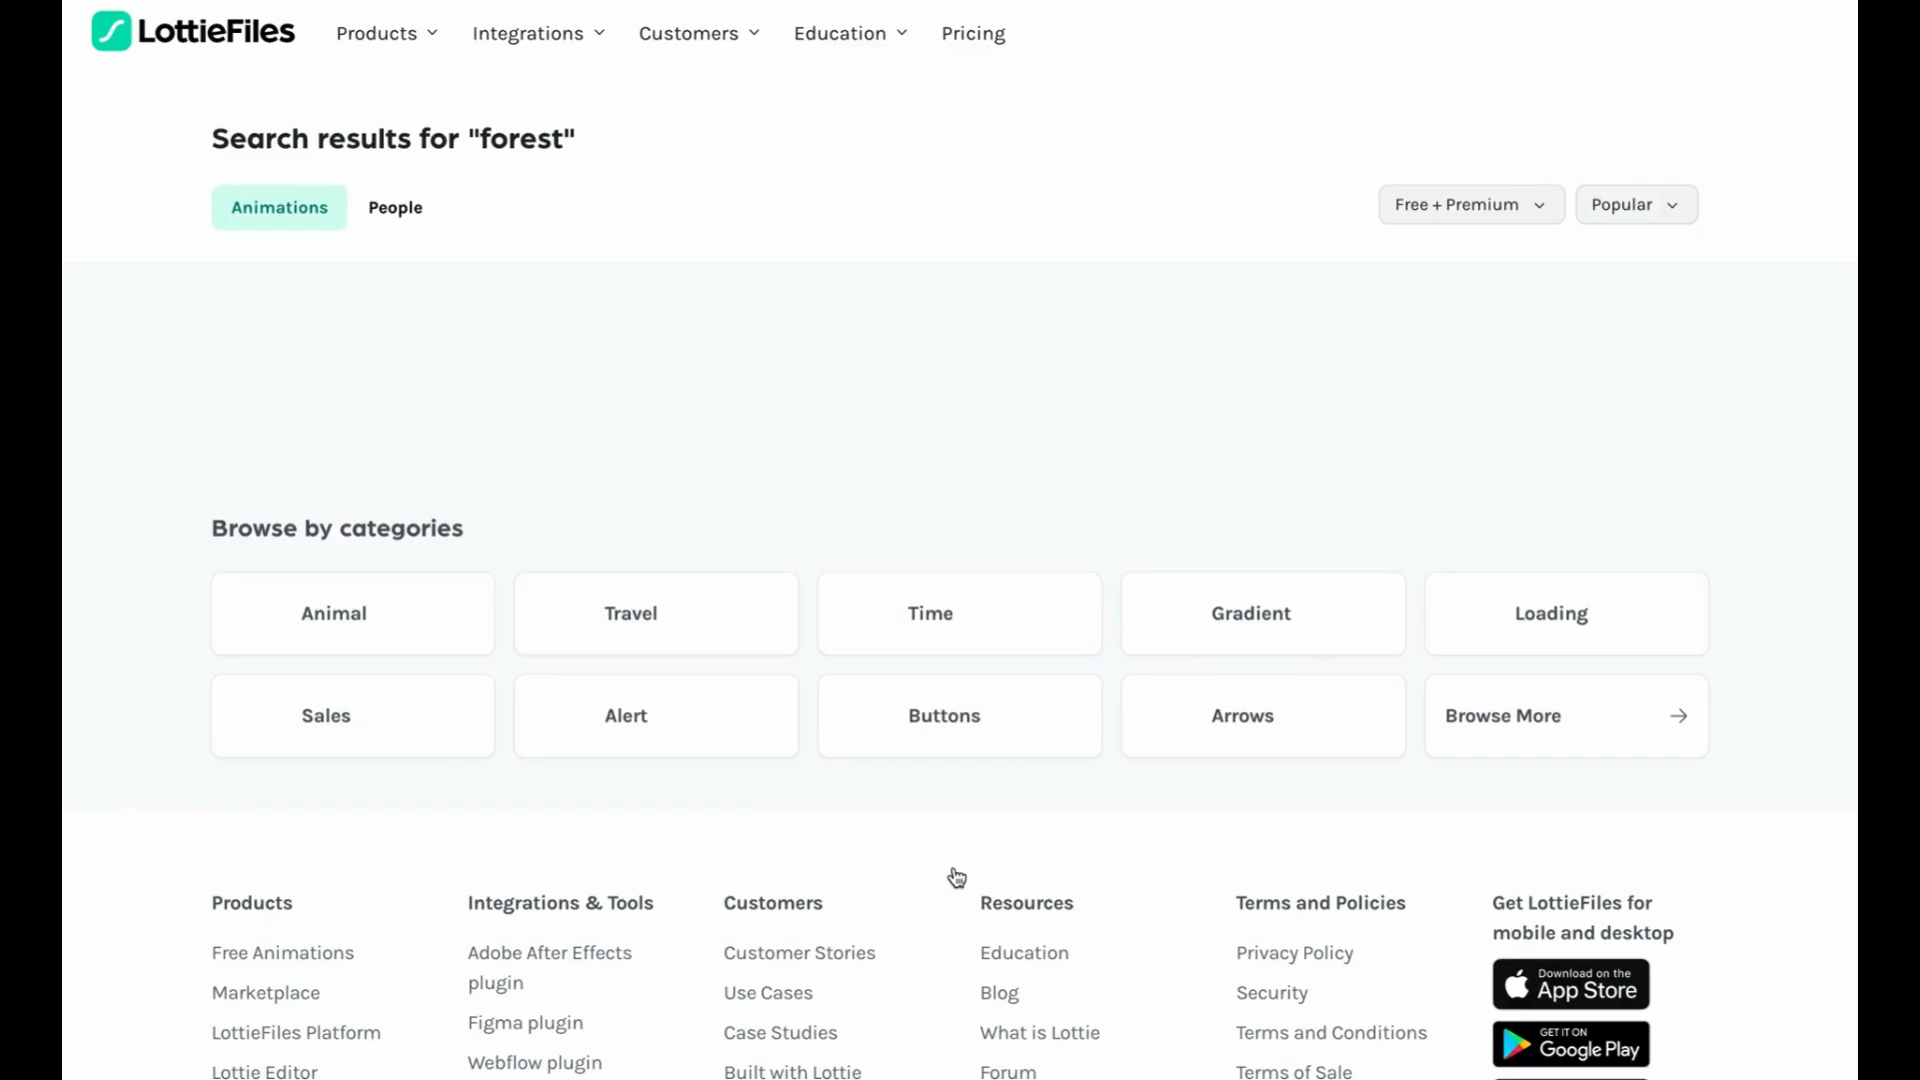 LottieFiles Products Integrations Customers Education Pricing
Search results for "forest"
Animations People Free + Premium Popular
Browse by categories
Animal Travel Time Gradient Loading
Sales Alert Buttons Arrows Browse More
Products
Free Animations
Marketplace
LottieFiles Platform
Lottie Editor
Integrations & Tools
Adobe After Effects
plugin
Figma plugin
Webflow plugin
Customers
Customer Stories
Use Cases
Case Studies
Built with Lottie
Resources
Education
Blog
What is Lottie
Forum
Terms and Policies
Privacy Policy
Security
Terms and Conditions
Terms of Sale
Get LottieFiles for
mobile and desktop
Download on the
App Store
GET IT ON
Google Play